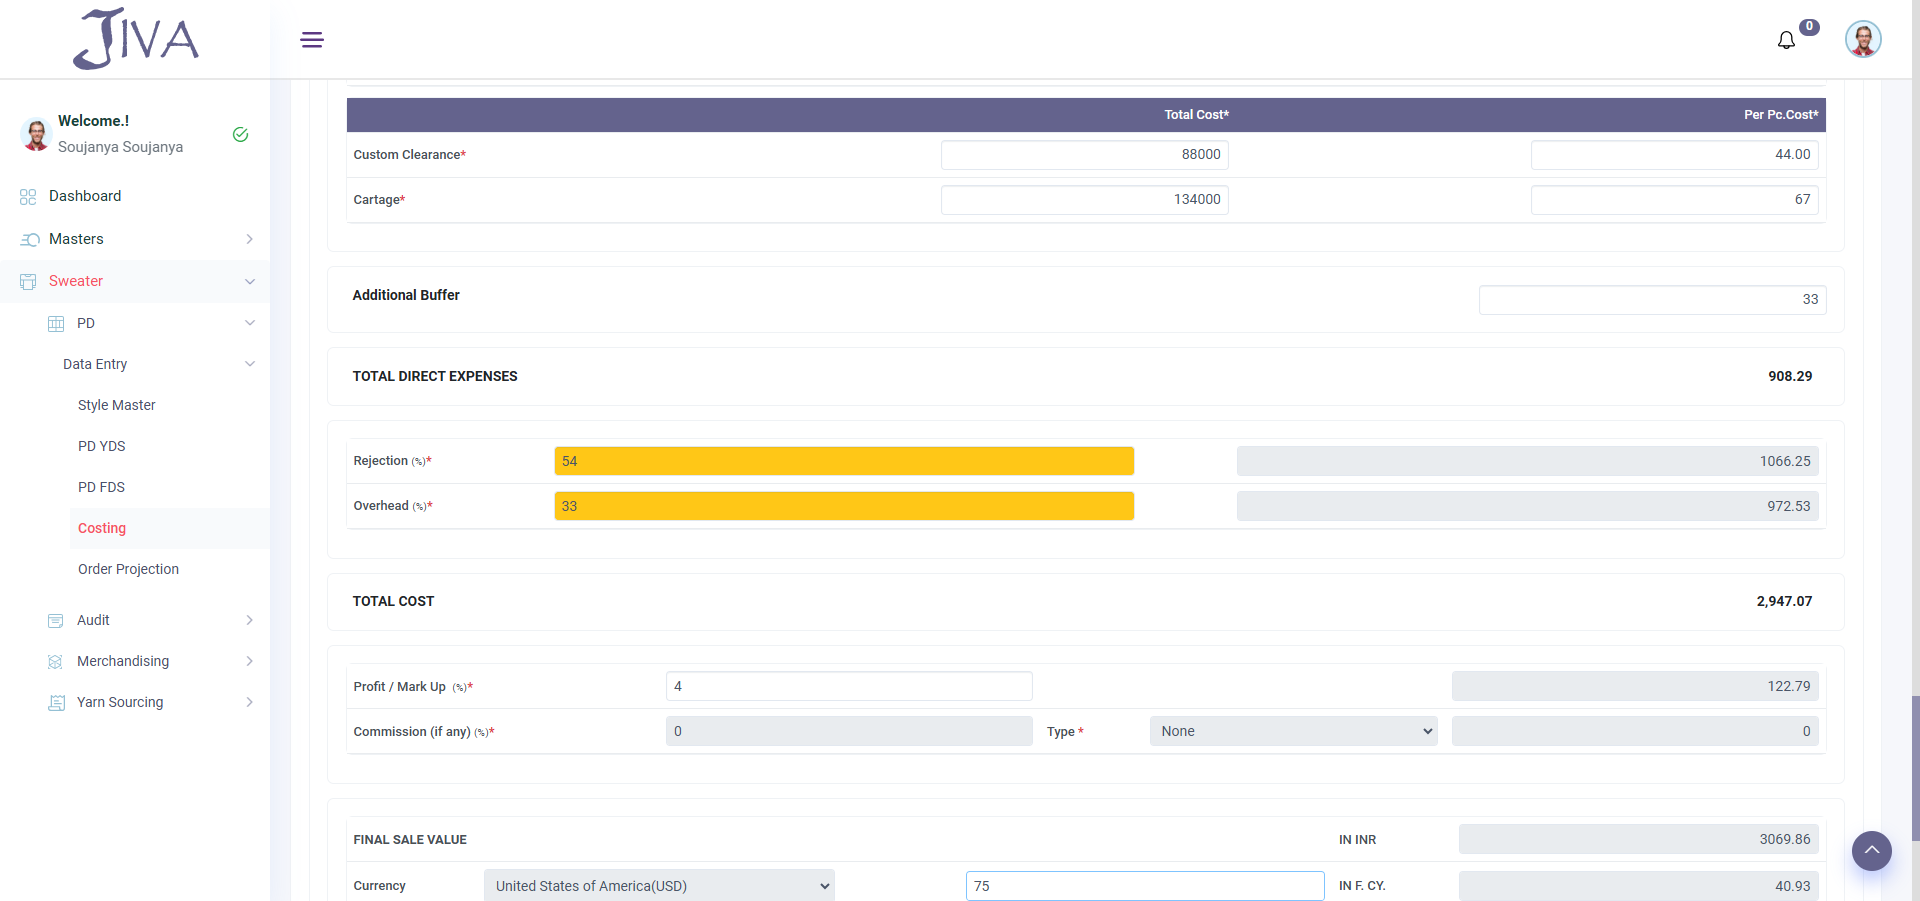 JIVA
0
Welcome.!
Soujanya Soujanya
Dashboard
Masters
Sweater
PD
Data Entry
Style Master
PD YDS
PD FDS
Costing
Order Projection
Audit
Merchandising
Yarn Sourcing
Total Cost* Per Pc.Cost*
Custom Clearance* 88000 44.00
Cartage* 134000 67
Additional Buffer 33
TOTAL DIRECT EXPENSES 908.29
Rejection (%)* 54 1066.25
Overhead (%)* 33 972.53
TOTAL COST 2,947.07
Profit / Mark Up (%)* 4 122.79
Commission (if any) (%)* 0 Type * None 0
FINAL SALE VALUE IN INR 3069.86
Currency United States of America(USD) 75 IN F. CY. 40.93